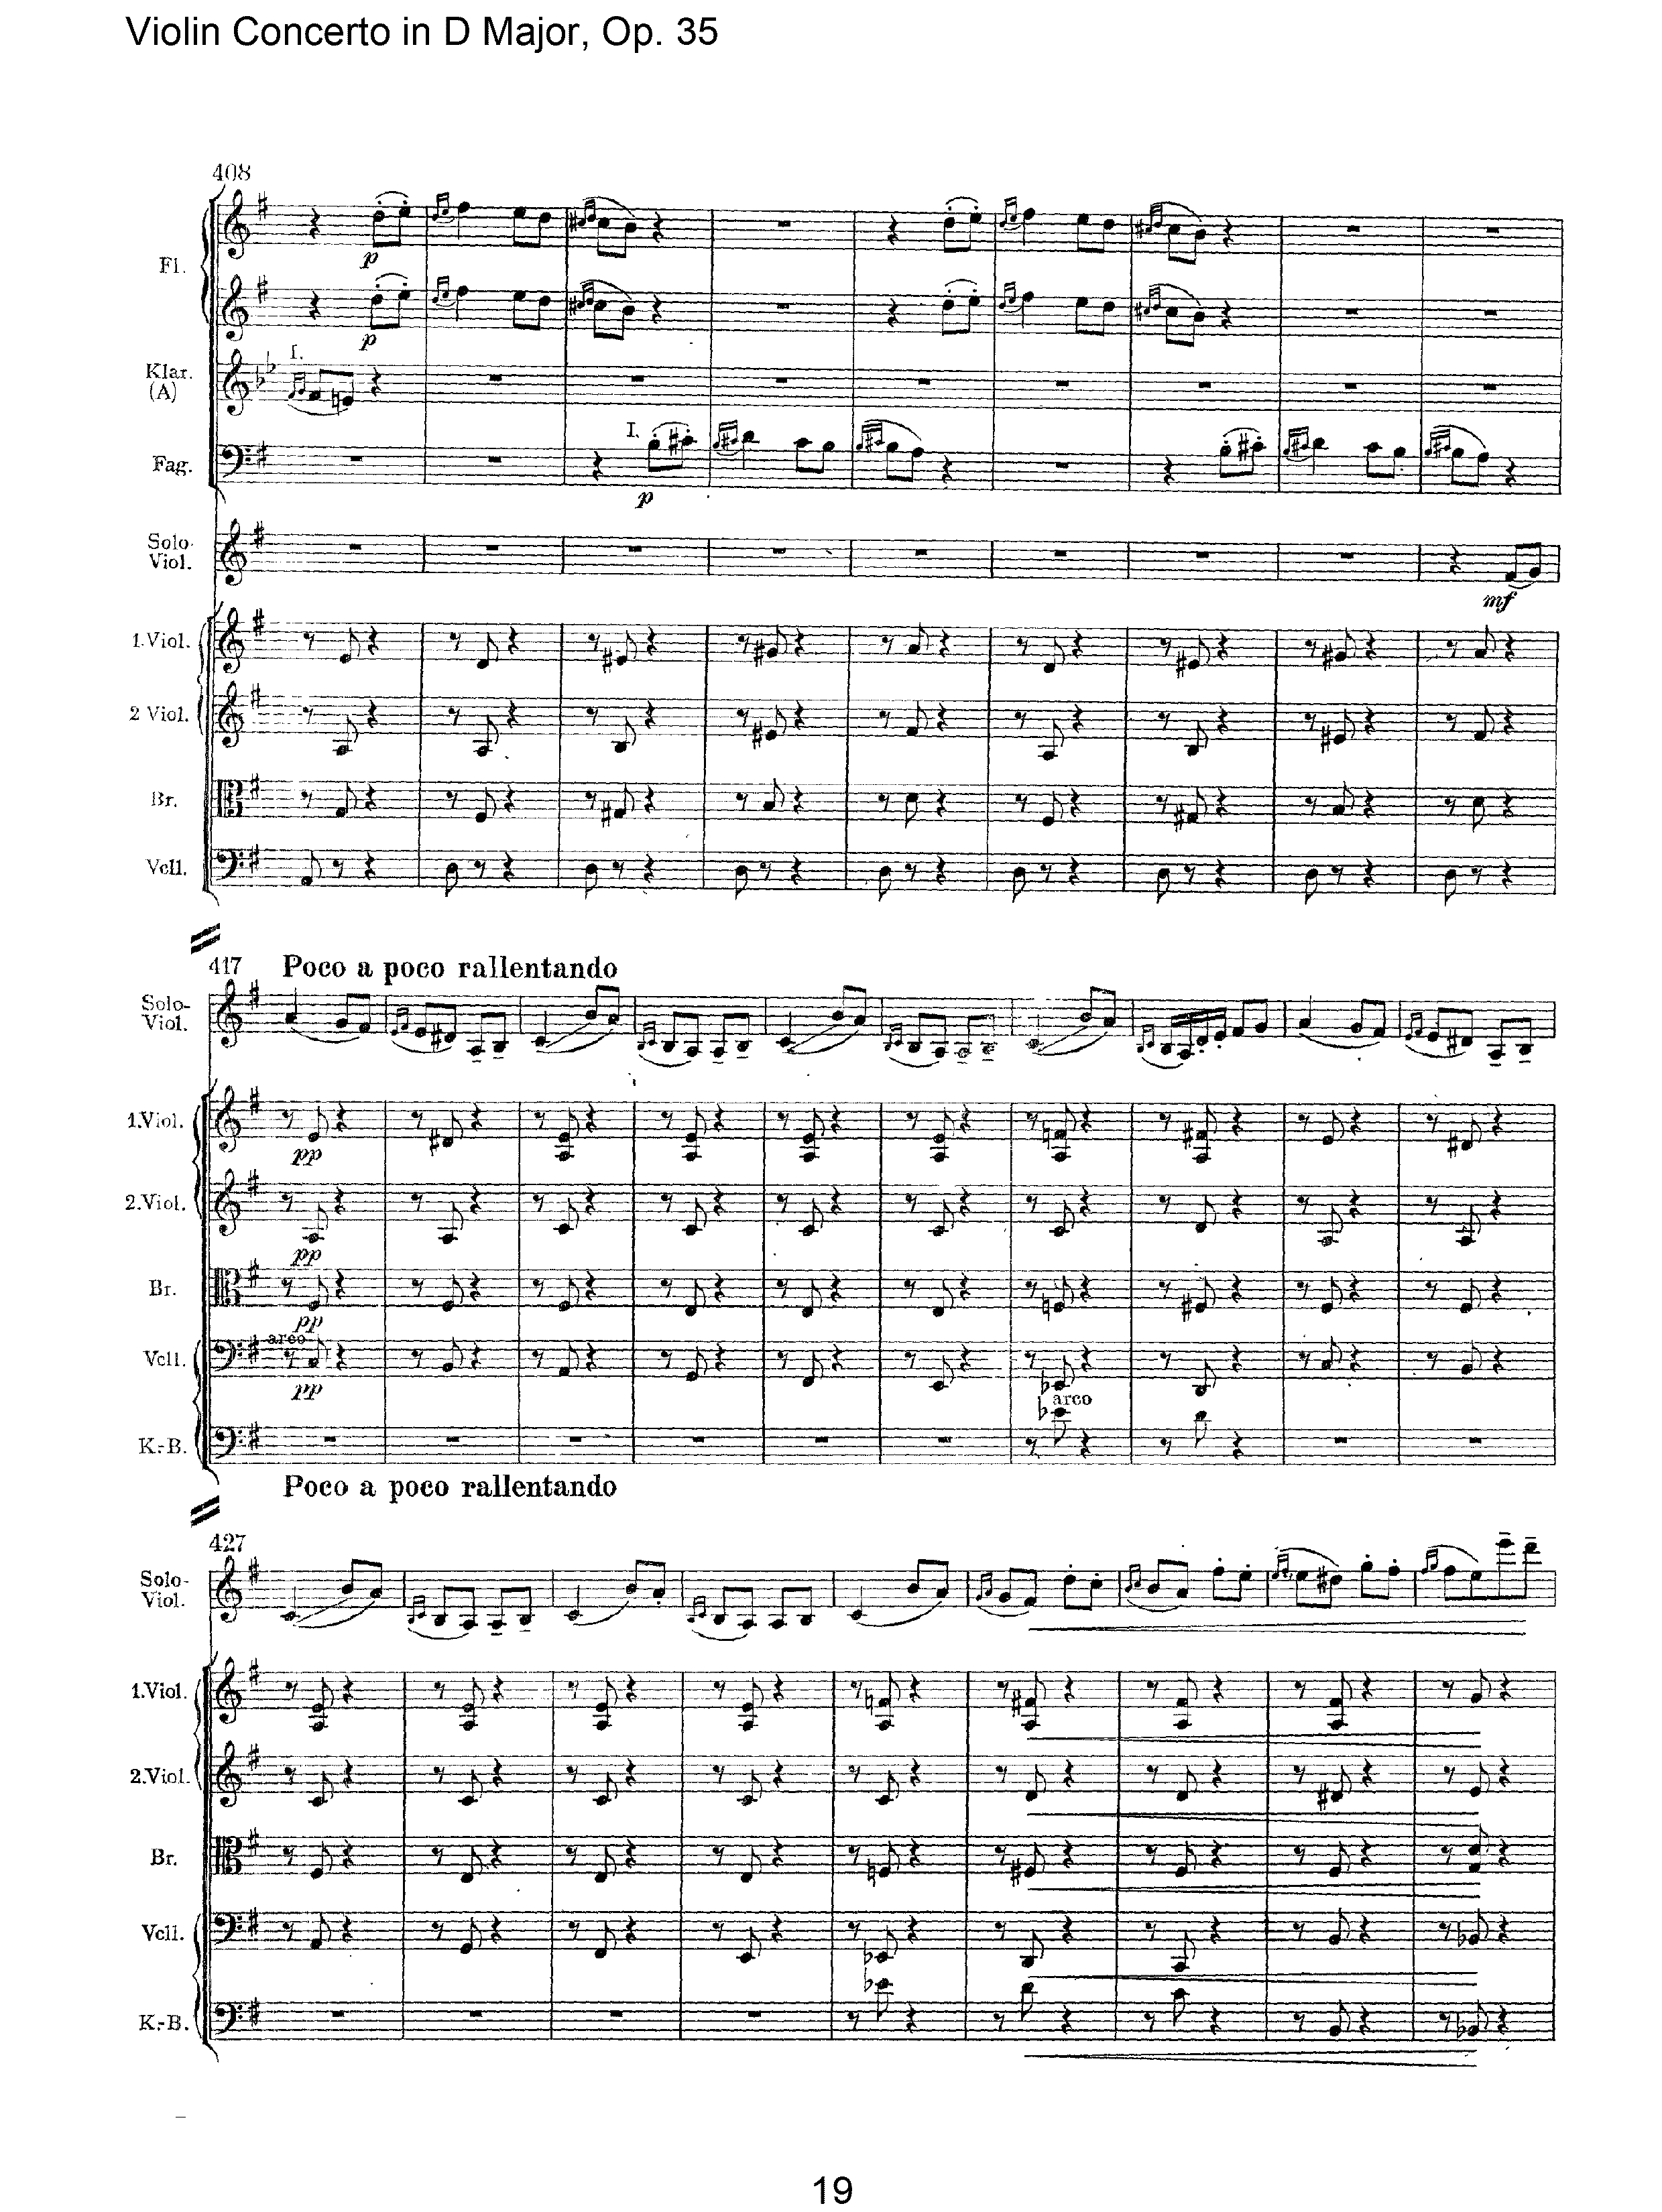 Violin Concerto in D Major, Op. 35
408
Fl.
p
p
I.
Klar.
(A)
I.
Fag.
p
Solo-
Viol.
mf
1. Viol.
2 Viol.
Br.
Vcll.
417 Poco a poco rallentando
Solo-
Viol.
1.Viol.
pp
2.Viol.
pp
Br.
pp
arco
Vcll.
pp
arco
K.-B.
Poco a poco rallentando
427
Solo-
Viol.
1.Viol.
2.Viol.
Br.
Vcll.
K.-B.
19